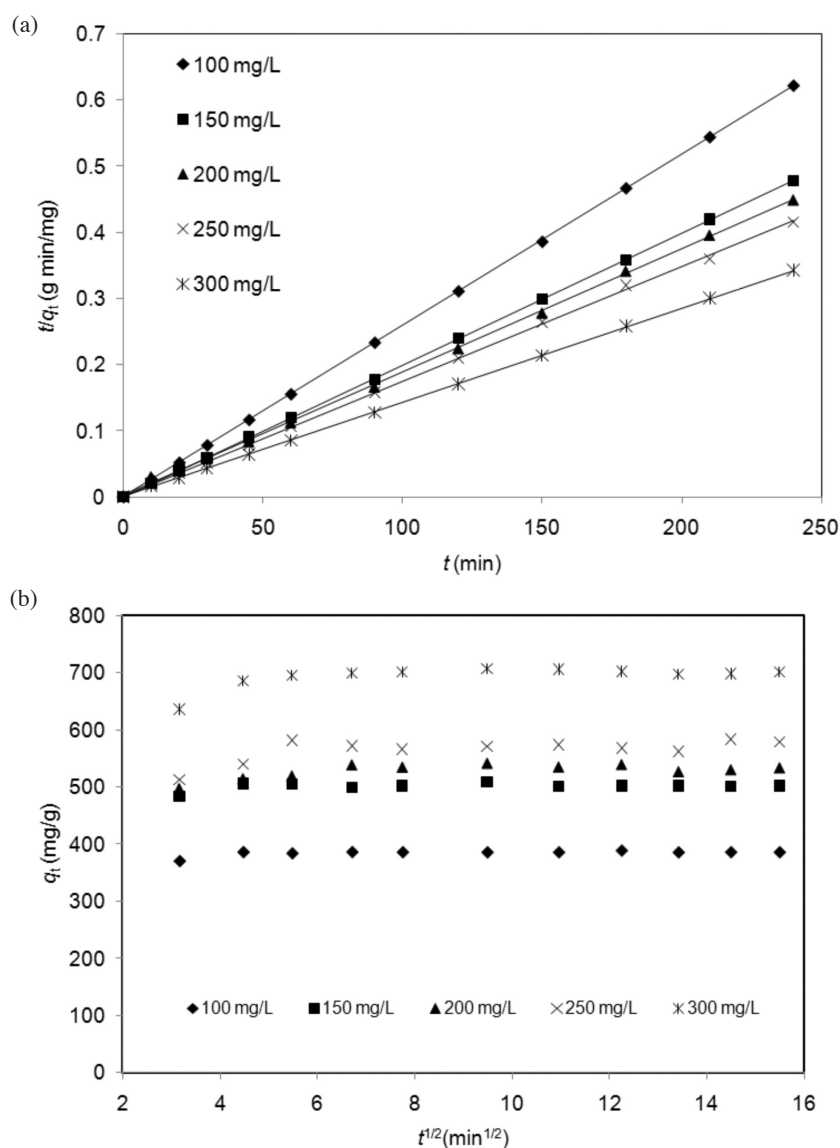 (a)
0.7
0.6
0.5
0.4
0.3
0.2
0.1
0
t/qt (g min/mg)
100 mg/L
150 mg/L
200 mg/L
250 mg/L
300 mg/L
0 50 100 150 200 250
t (min)
(b)
800
700
600
500
400
300
200
100
0
qt (mg/g)
100 mg/L 150 mg/L 200 mg/L 250 mg/L 300 mg/L
2 4 6 8 10 12 14 16
t1/2(min1/2)